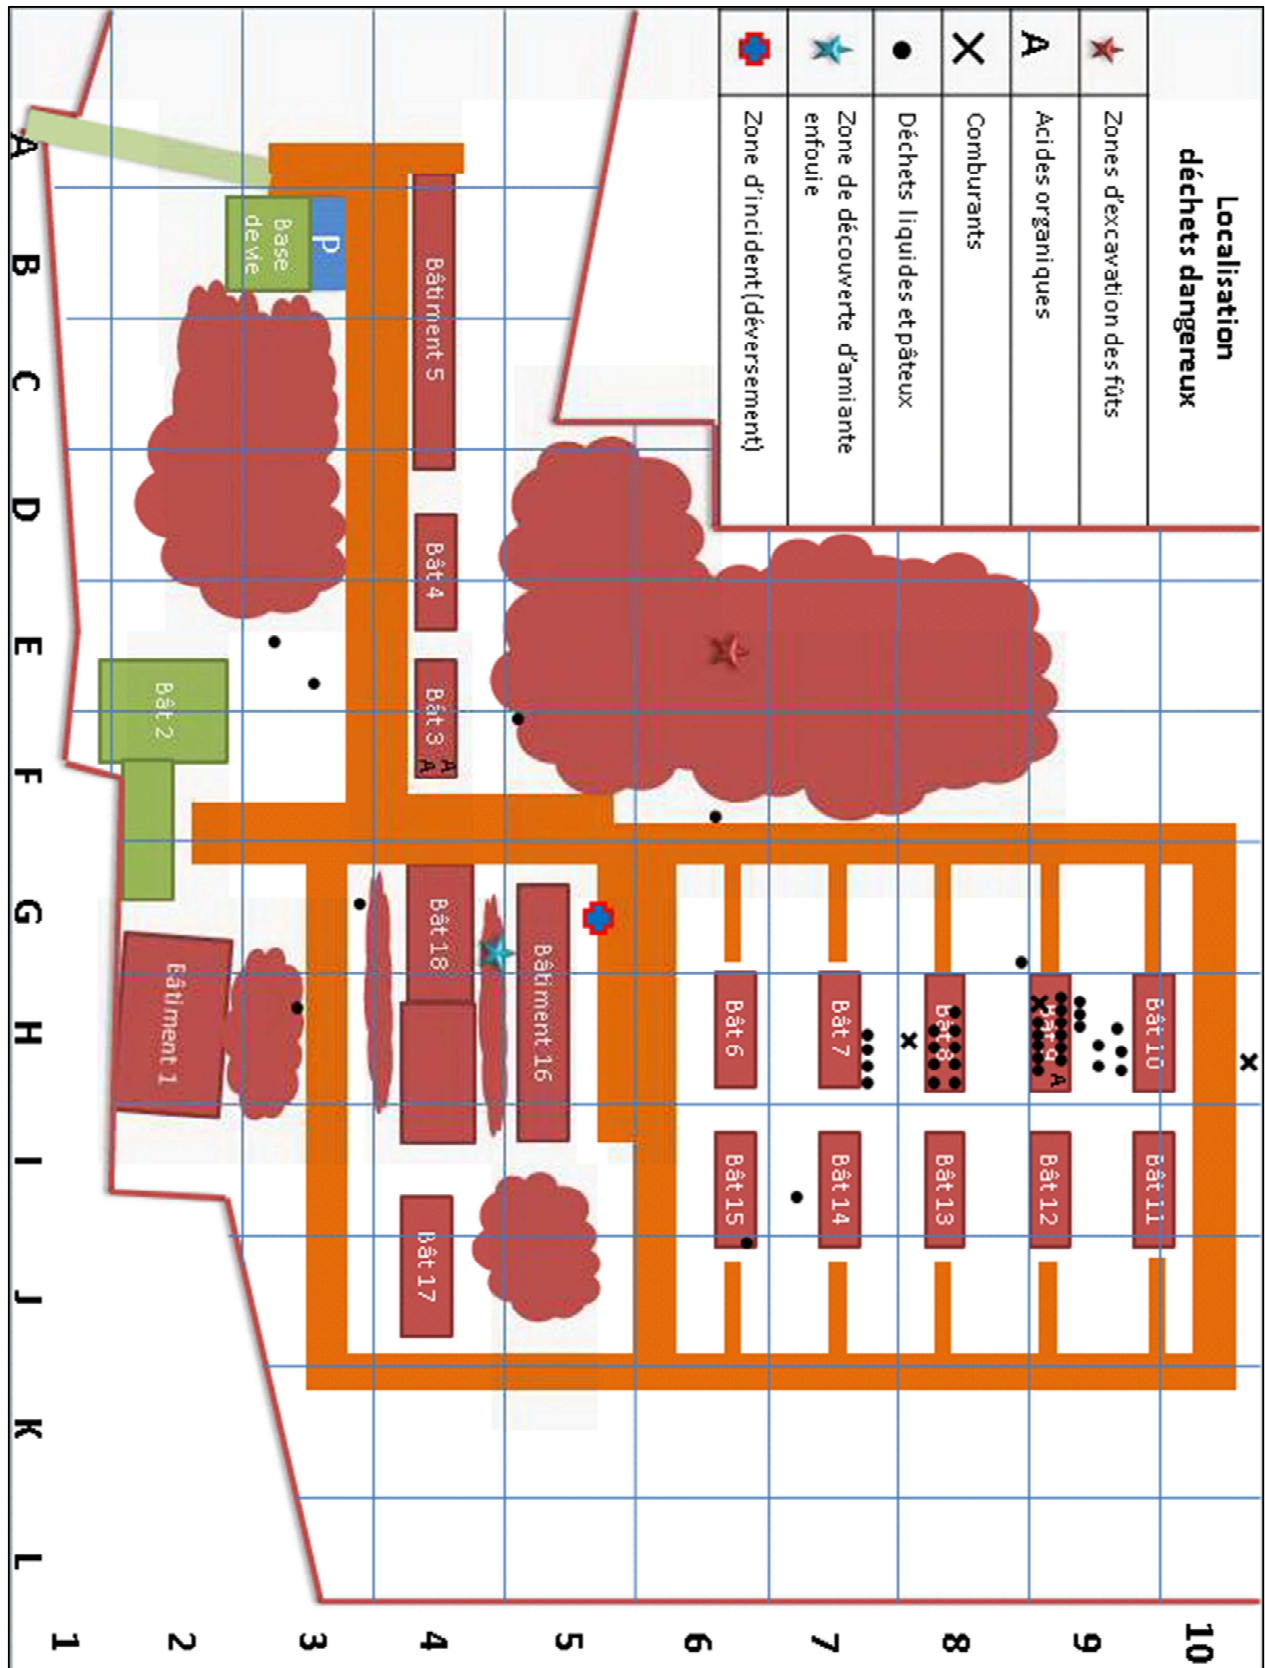 Localisation
déchets dangereux
Zones d'excavation des fûts
A
Acides organiques
Comburants
Déchets liquides et pâteux
Zone de découverte d'amiante
enfouie
Zone d'incident (déversement)
A
B
C
D
E
F
G
H
I
J
K
L
10
9
8
7
6
5
4
3
2
1
Bât 10
Bât 11
Bât 9
A
Bât 12
Bât 8
Bât 13
Bât 7
Bât 14
Bât 6
Bât 15
Bâtiment 16
Bâtiment 5
Bât 4
Bât 3
A
A
Bât 18
Bât 17
P
Base
de vie
Bât 2
Bâtiment 1